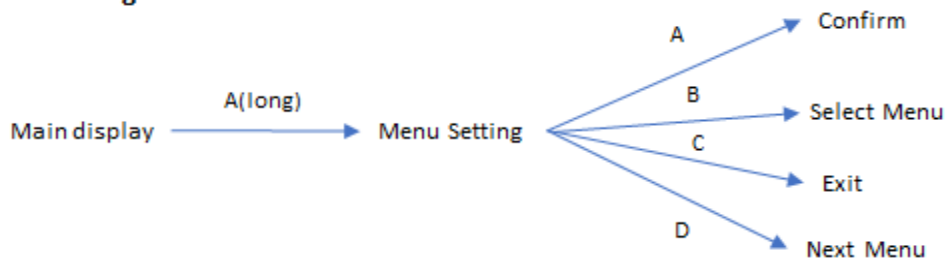 A
Confirm
A(long)
B
Select Menu
Main display
Menu Setting
C
Exit
D
Next Menu